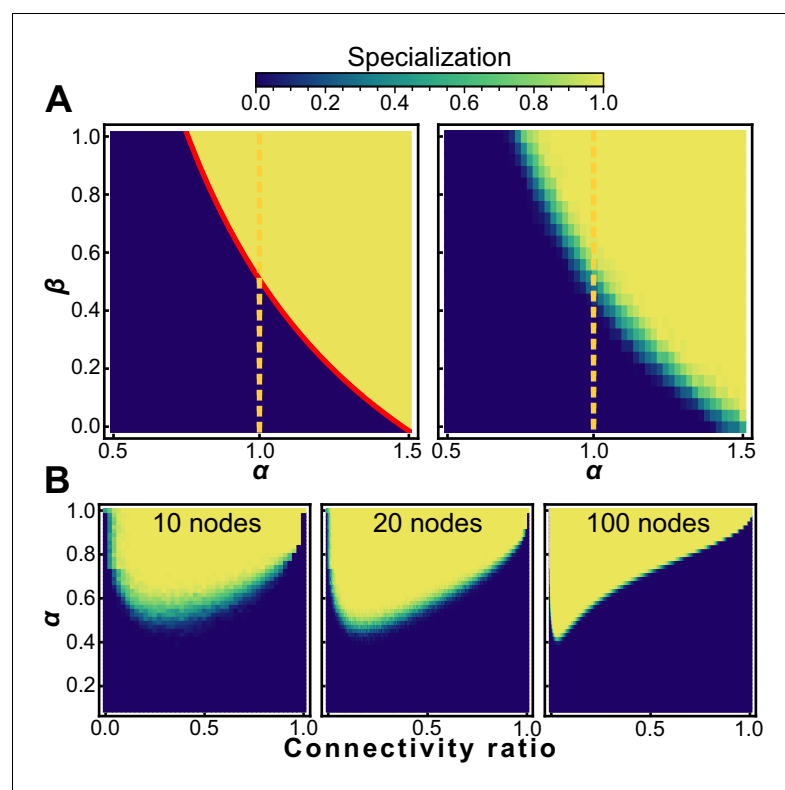 Specialization
0.0 0.2 0.4 0.6 0.8 1.0
A
1.0
0.8
0.6
0.4
0.2
0.0
β
0.5 1.0 1.5
α
0.5 1.0 1.5
α
B
10 nodes 20 nodes 100 nodes
1.0
0.8
0.6
0.4
0.2
α
0.0 0.5 1.0
0.5 1.0
0.5 1.0
Connectivity ratio